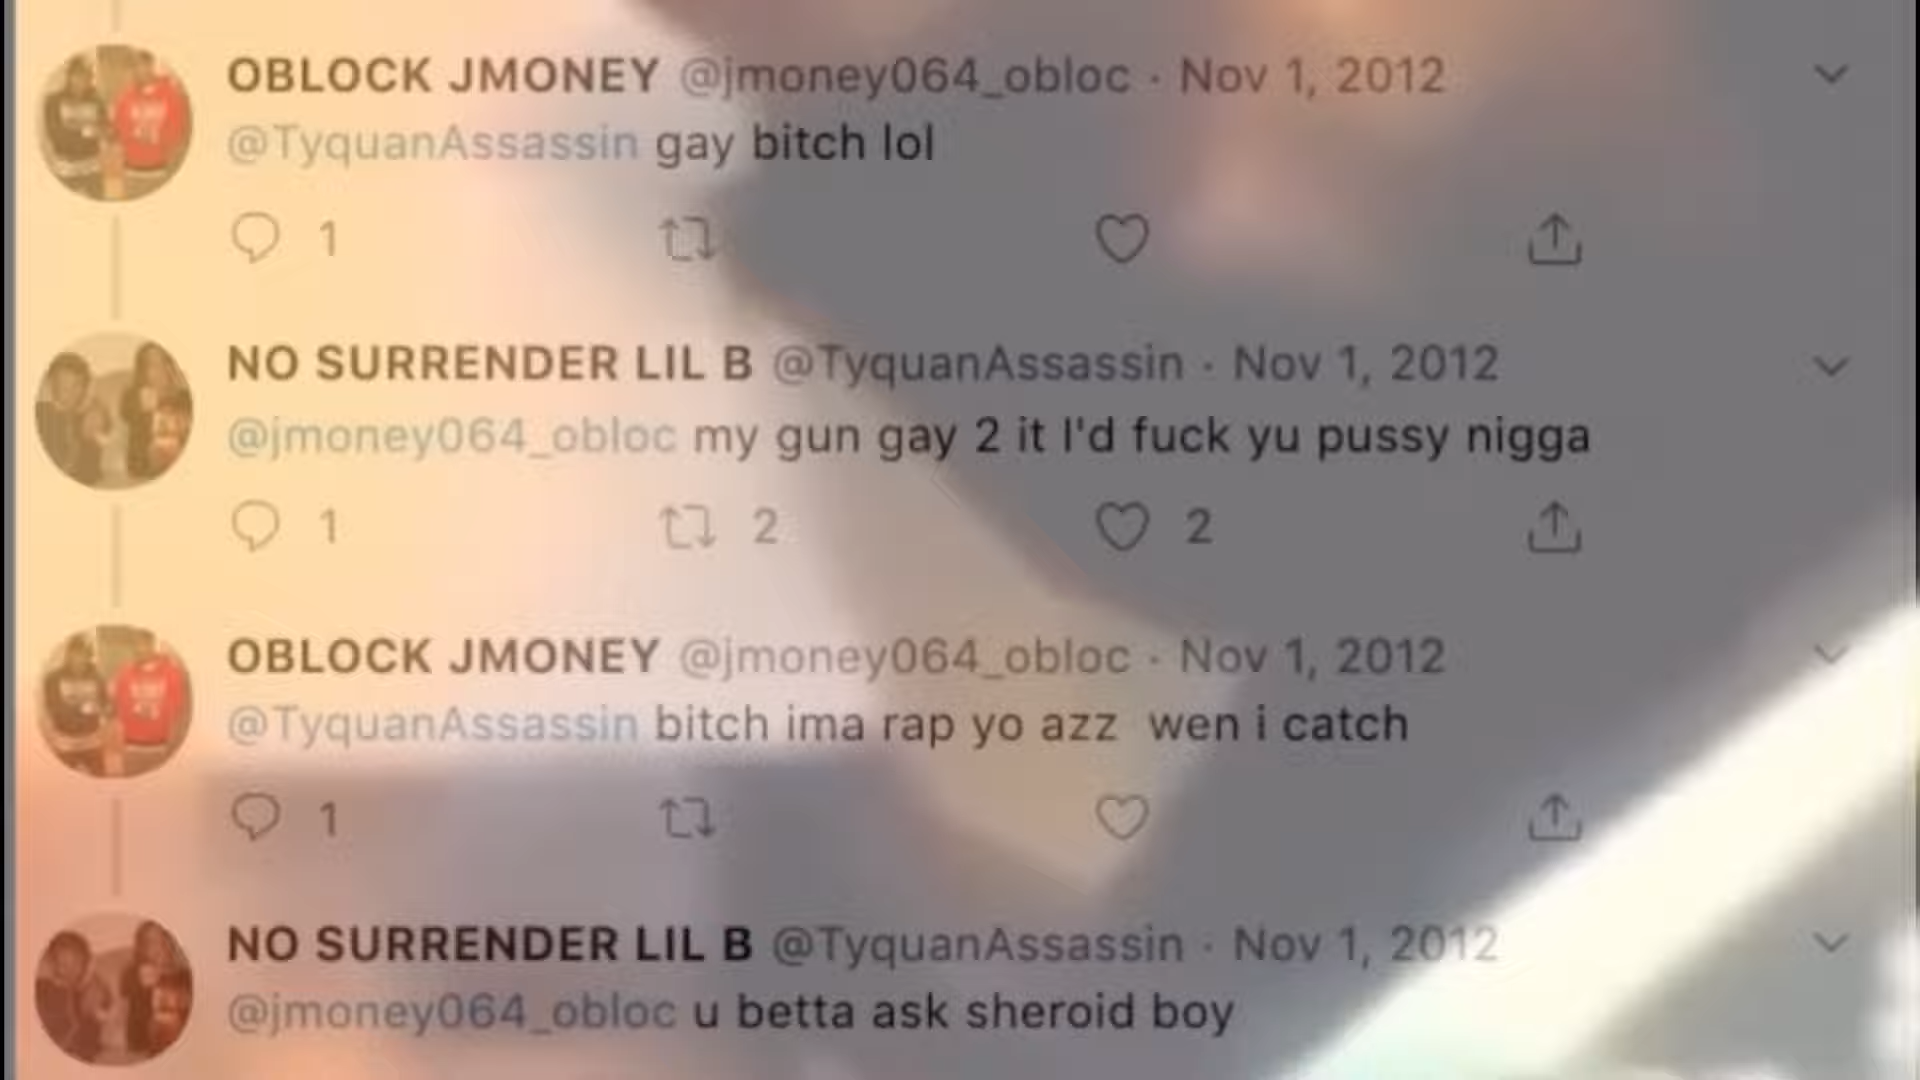 OBLOCK JMONEY @jmoney064_obloc · Nov 1, 2012
@TyquanAssassin gay bitch lol
1
NO SURRENDER LIL B @TyquanAssassin · Nov 1, 2012
@jmoney064_obloc my gun gay 2 it I'd fuck yu pussy nigga
1 2 2
OBLOCK JMONEY @jmoney064_obloc · Nov 1, 2012
@TyquanAssassin bitch ima rap yo azz  wen i catch
1
NO SURRENDER LIL B @TyquanAssassin · Nov 1, 2012
@jmoney064_obloc u betta ask sheroid boy